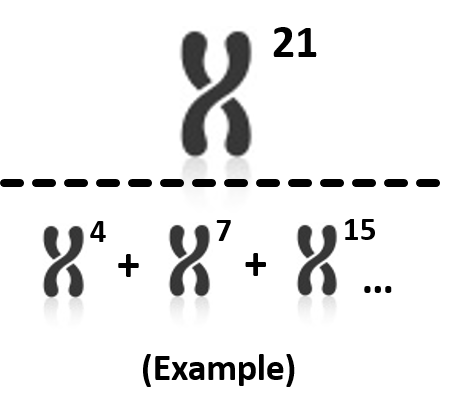 21
4 + 7 + 15 ...
(Example)